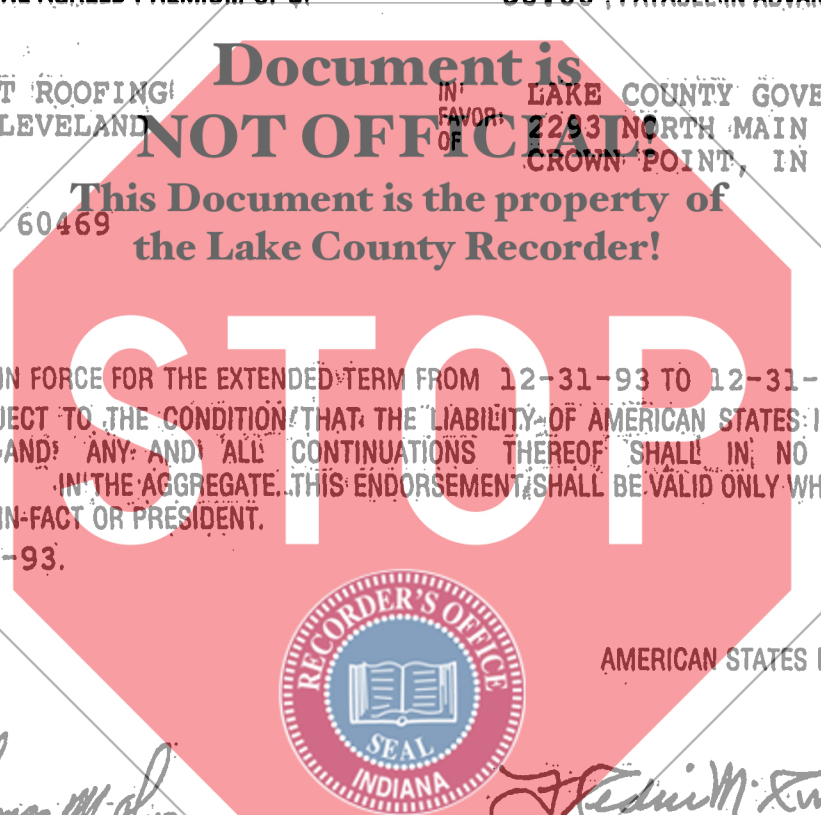 Document is
T ROOFING IN LAKE COUNTY GOVE
LEVELAND FAVOR 2293 NORTH MAIN
NOT OFFICIAL!
OF CROWN POINT, IN
This Document is the property of
60469
the Lake County Recorder!
STOP
IN FORCE FOR THE EXTENDED TERM FROM 12-31-93 TO 12-31-
JECT TO THE CONDITION THAT THE LIABILITY OF AMERICAN STATES I
AND ANY AND ALL CONTINUATIONS THEREOF SHALL IN NO
IN THE AGGREGATE. THIS ENDORSEMENT SHALL BE VALID ONLY WH
IN-FACT OR PRESIDENT.
-93.
RECORDER'S OFFICE
SEAL
INDIANA
AMERICAN STATES